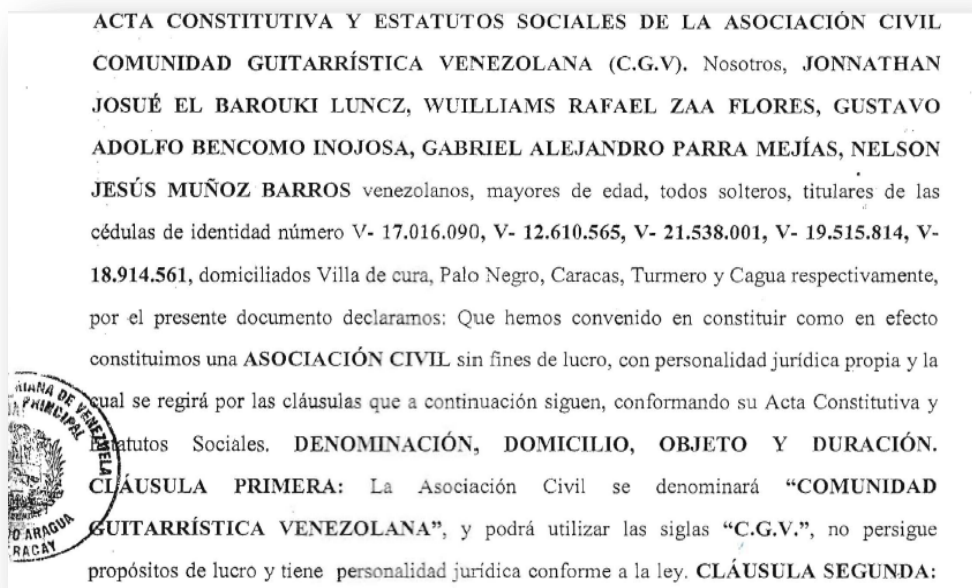 ACTA CONSTITUTIVA Y ESTATUTOS SOCIALES DE LA ASOCIACIÓN CIVIL
COMUNIDAD GUITARRÍSTICA VENEZOLANA (C.G.V). Nosotros, JONNATHAN
JOSUÉ EL BAROUKI LUNCZ, WUILLIAMS RAFAEL ZAA FLORES, GUSTAVO
ADOLFO BENCOMO INOJOSA, GABRIEL ALEJANDRO PARRA MEJÍAS, NELSON
JESÚS MUÑOZ BARROS venezolanos, mayores de edad, todos solteros, titulares de las
cédulas de identidad número V- 17.016.090, V- 12.610.565, V- 21.538.001, V- 19.515.814, V-
18.914.561, domiciliados Villa de cura, Palo Negro, Caracas, Turmero y Cagua respectivamente,
por el presente documento declaramos: Que hemos convenido en constituir como en efecto
constituimos una ASOCIACIÓN CIVIL sin fines de lucro, con personalidad jurídica propia y la
cual se regirá por las cláusulas que a continuación siguen, conformando su Acta Constitutiva y
Estatutos Sociales. DENOMINACIÓN, DOMICILIO, OBJETO Y DURACIÓN.
CLÁUSULA PRIMERA: La Asociación Civil se denominará “COMUNIDAD
GUITARRÍSTICA VENEZOLANA”, y podrá utilizar las siglas “C.G.V.”, no persigue
propósitos de lucro y tiene personalidad jurídica conforme a la ley. CLÁUSULA SEGUNDA:
DE VENEZUELA
PRINCIPAL
ARAGUA